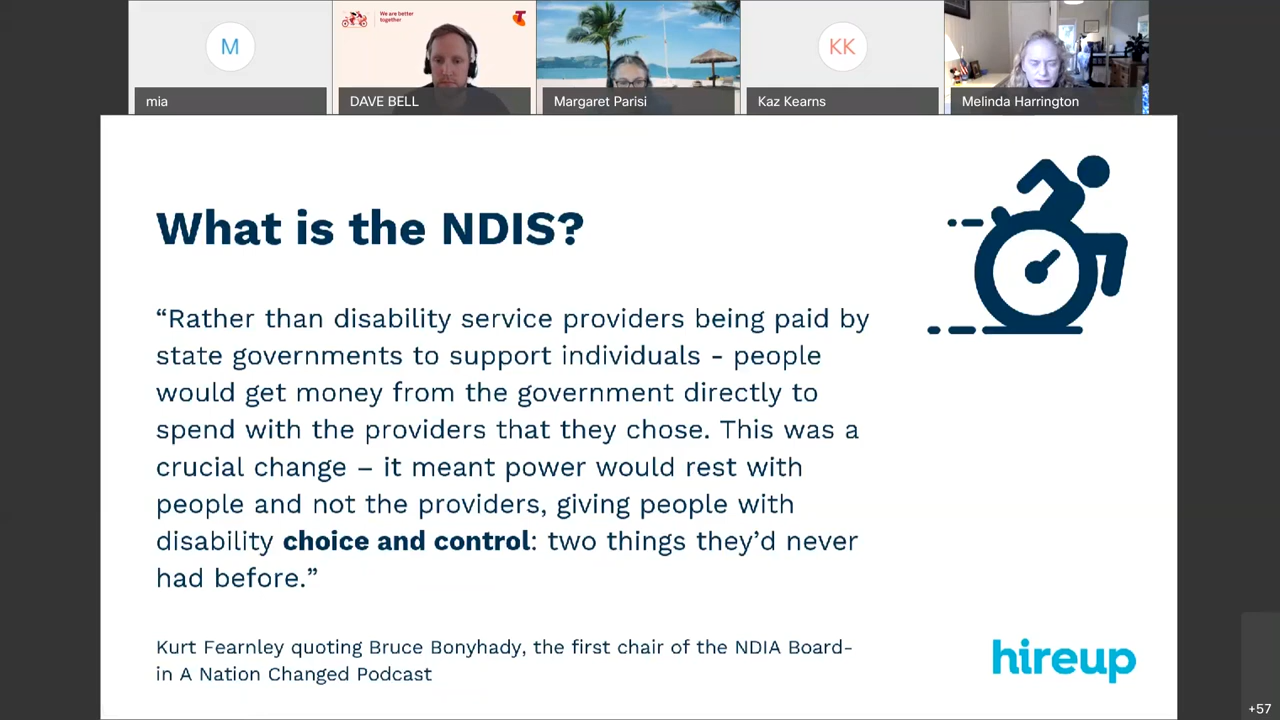 M
We are better
together
KK
mia
DAVE BELL
Margaret Parisi
Kaz Kearns
Melinda Harrington
What is the NDIS?
“Rather than disability service providers being paid by
state governments to support individuals - people
would get money from the government directly to
spend with the providers that they chose. This was a
crucial change – it meant power would rest with
people and not the providers, giving people with
disability choice and control: two things they’d never
had before.”
Kurt Fearnley quoting Bruce Bonyhady, the first chair of the NDIA Board-
in A Nation Changed Podcast
hireup
+57